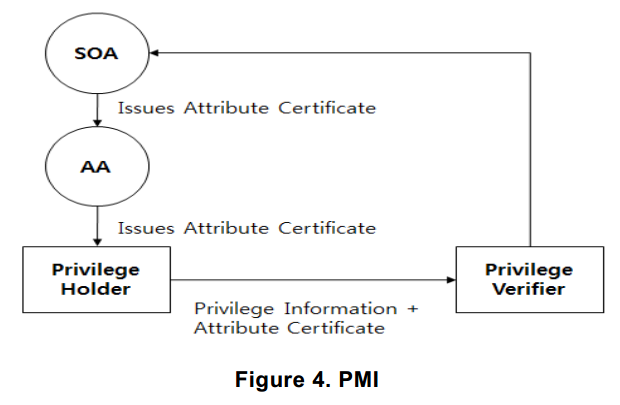 SOA
Issues Attribute Certificate
AA
Issues Attribute Certificate
Privilege
Holder
Privilege
Verifier
Privilege Information +
Attribute Certificate
Figure 4. PMI